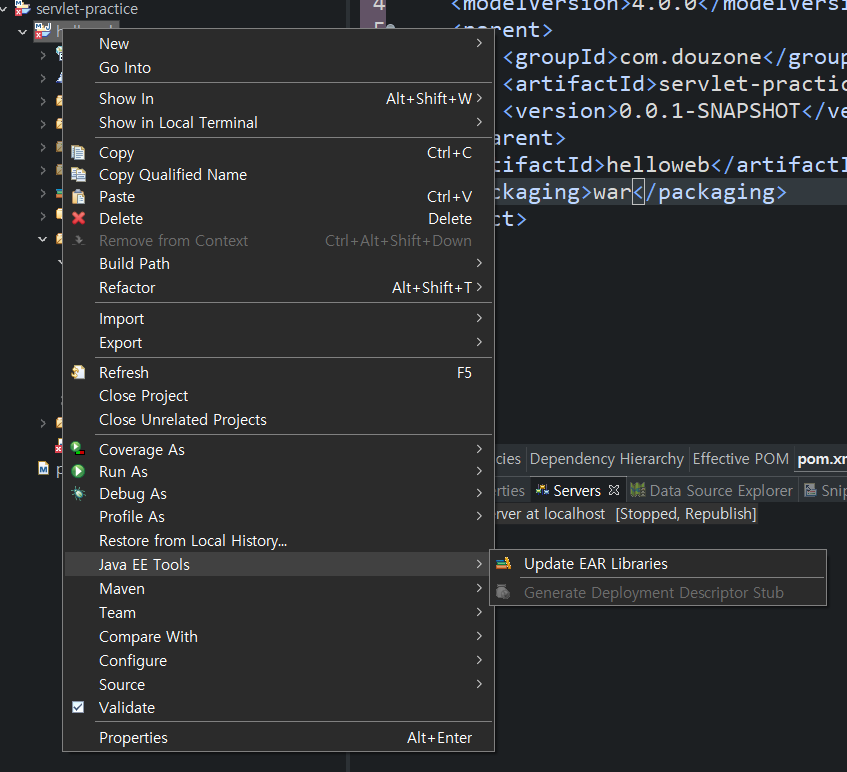 servlet-practice
4 <modelVersion>4.0.0</modelVersi
parent>
<groupId>com.douzone</group
<artifactId>servlet-practic
<version>0.0.1-SNAPSHOT</ve
arent>
tifactId>helloweb</artifactI
ckaging>war</packaging>
ct>
New
Go Into
Show In Alt+Shift+W
Show in Local Terminal
Copy Ctrl+C
Copy Qualified Name
Paste Ctrl+V
Delete Delete
Remove from Context Ctrl+Alt+Shift+Down
Build Path
Refactor Alt+Shift+T
Import
Export
Refresh F5
Close Project
Close Unrelated Projects
Coverage As
Run As
Debug As
Profile As
Restore from Local History...
Java EE Tools
Maven
Team
Compare With
Configure
Source
Validate
Properties Alt+Enter
Update EAR Libraries
Generate Deployment Descriptor Stub
cies Dependency Hierarchy Effective POM pom.xm
rties Servers Data Source Explorer Snip
rver at localhost [Stopped, Republish]